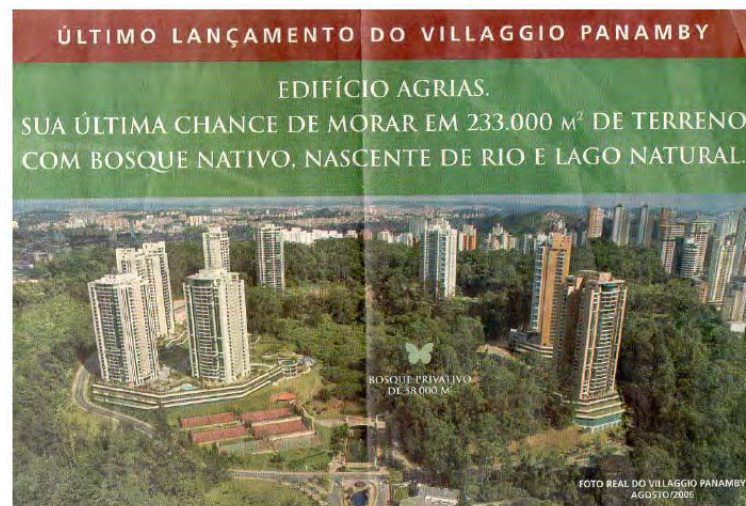 ÚLTIMO LANÇAMENTO DO VILLAGGIO PANAMBY
EDIFÍCIO AGRIAS.
SUA ÚLTIMA CHANCE DE MORAR EM 233.000 M² DE TERRENO
COM BOSQUE NATIVO, NASCENTE DE RIO E LAGO NATURAL.
BOSQUE PRIVATIVO
DE 58.000 M²
FOTO REAL DO VILLAGGIO PANAMBY
AGOSTO/2006